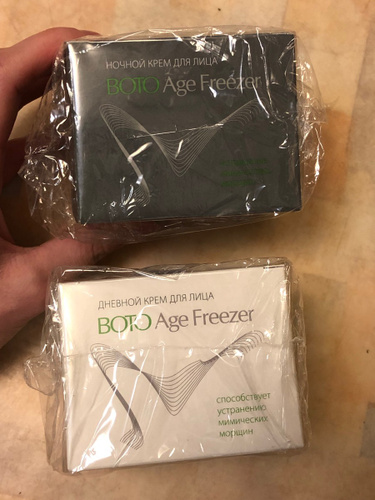 НОЧНОЙ КРЕМ ДЛЯ ЛИЦА
BOTO Age Freezer
ДНЕВНОЙ КРЕМ ДЛЯ ЛИЦА
BOTO Age Freezer
способствует
устранению
мимических
морщин